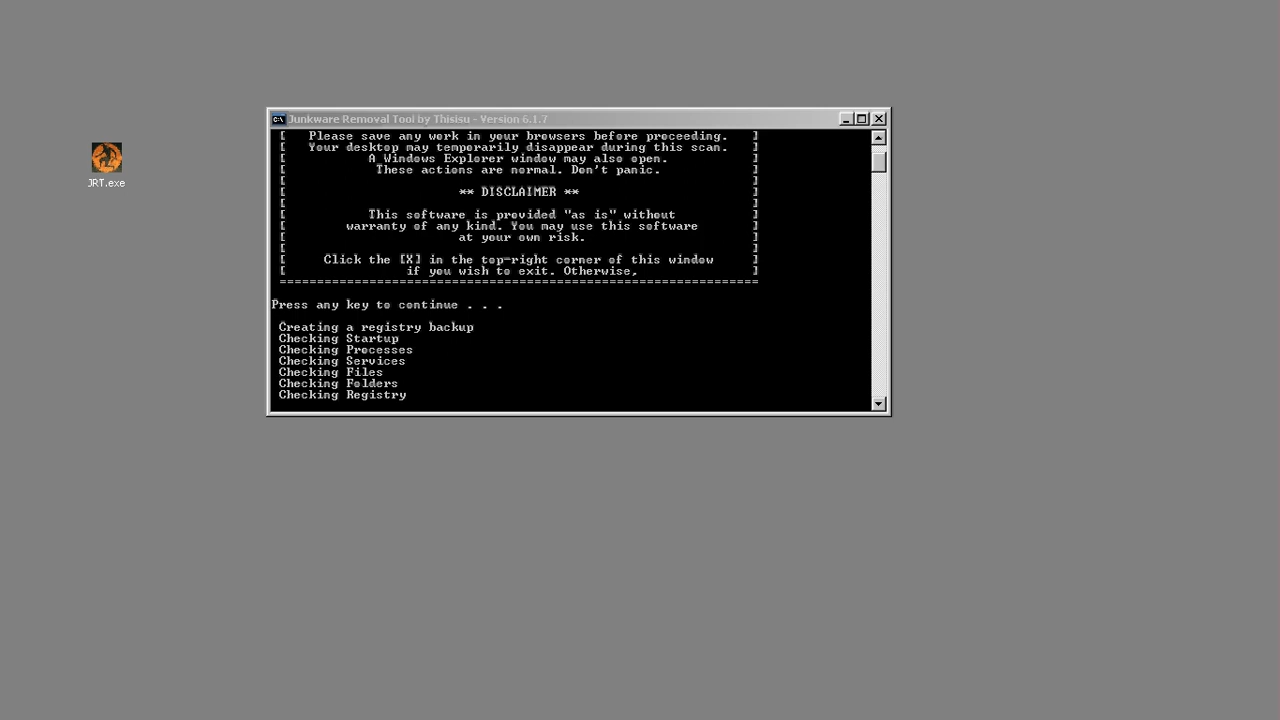 Junkware Removal Tool by Thisisu - Version 6.1.7
[ Please save any work in your browsers before proceeding. ]
[ Your desktop may temporarily disappear during this scan. ]
[ A Windows Explorer window may also open. ]
[ These actions are normal. Don't panic. ]
[ ]
[ ** DISCLAIMER ** ]
[ ]
[ This software is provided "as is" without ]
[ warranty of any kind. You may use this software ]
[ at your own risk. ]
[ ]
[ Click the [X] in the top-right corner of this window ]
[ if you wish to exit. Otherwise, ]
================================================================
Press any key to continue . . .
Creating a registry backup
Checking Startup
Checking Processes
Checking Services
Checking Files
Checking Folders
Checking Registry
JRT.exe